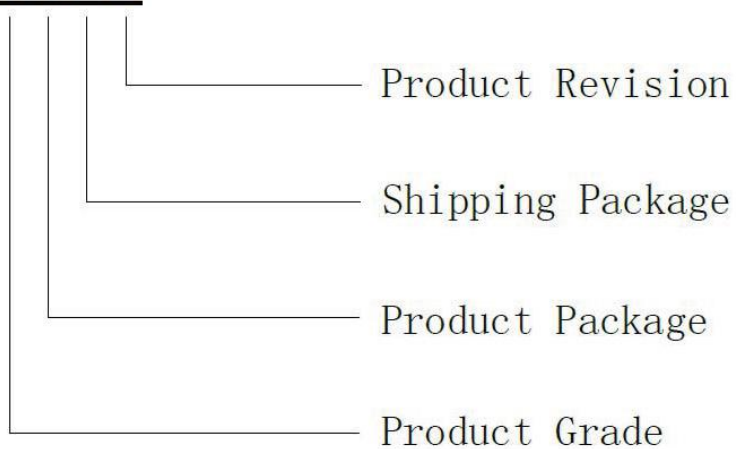 Product Revision
Shipping Package
Product Package
Product Grade